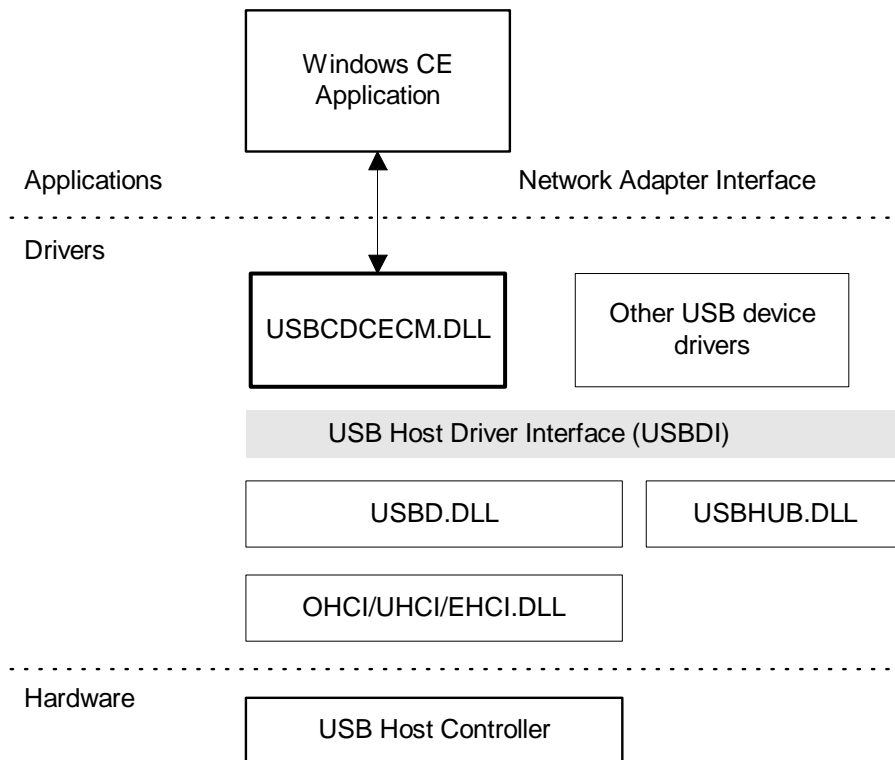 Windows CE
Application
Applications
Network Adapter Interface
Drivers
USBCDCECM.DLL
Other USB device
drivers
USB Host Driver Interface (USBDI)
USBD.DLL
USBHUB.DLL
OHCI/UHCI/EHCI.DLL
Hardware
USB Host Controller